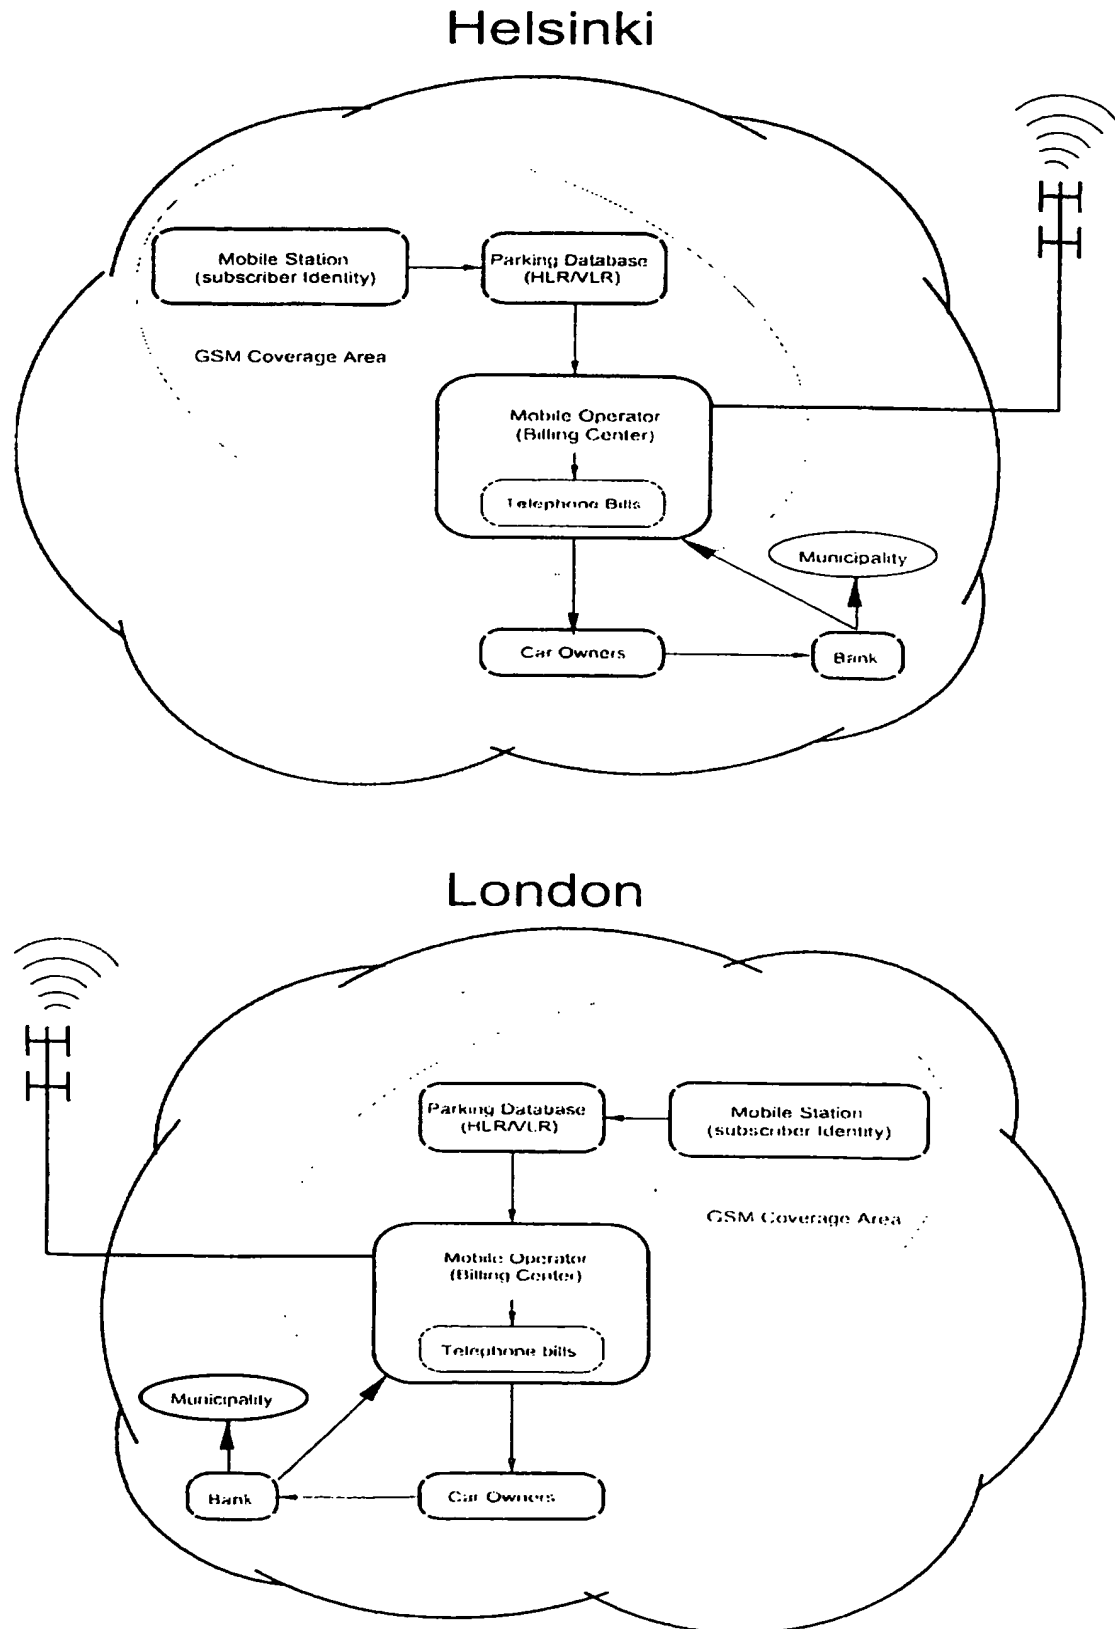 Helsinki
Mobile Station
(subscriber Identity)
Parking Database
(HLR/VLR)
GSM Coverage Area
Mobile Operator
(Billing Center)
Telephone Bills
Municipality
Car Owners
Bank
London
Parking Database
(HLR/VLR)
Mobile Station
(subscriber Identity)
GSM Coverage Area
Mobile Operator
(Billing Center)
Telephone bills
Municipality
Bank
Car Owners